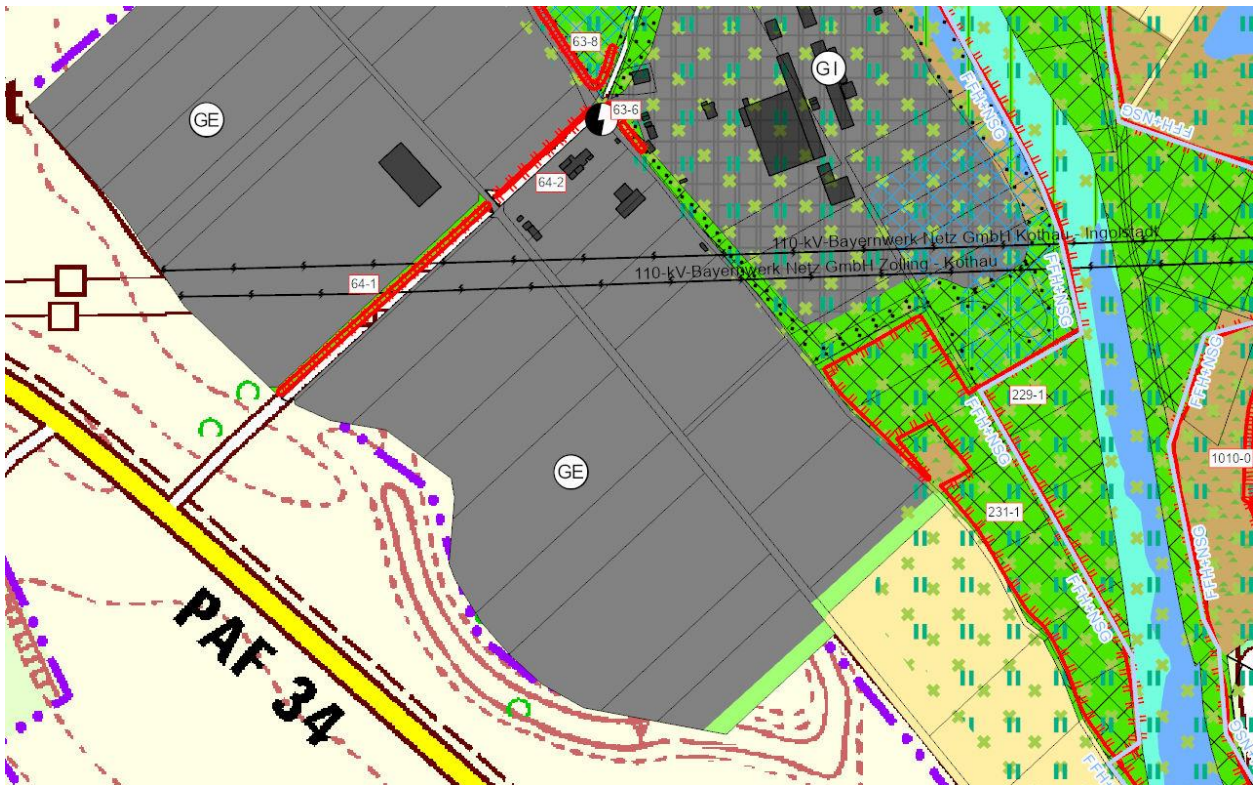 63-8
GI
FFH+NSG
FFH+NSG
t
GE
63-6
64-2
110-kV-Bayernwerk Netz GmbH Kothau - Ingolstadt
110-kV-Bayernwerk Netz GmbH Zolling - Kothau
64-1
FFH+NSG
FFH+NSG
229-1
FFH+NSG
1010-0
GE
231-1
FFH+NSG
FFH+NSG
PAF 34